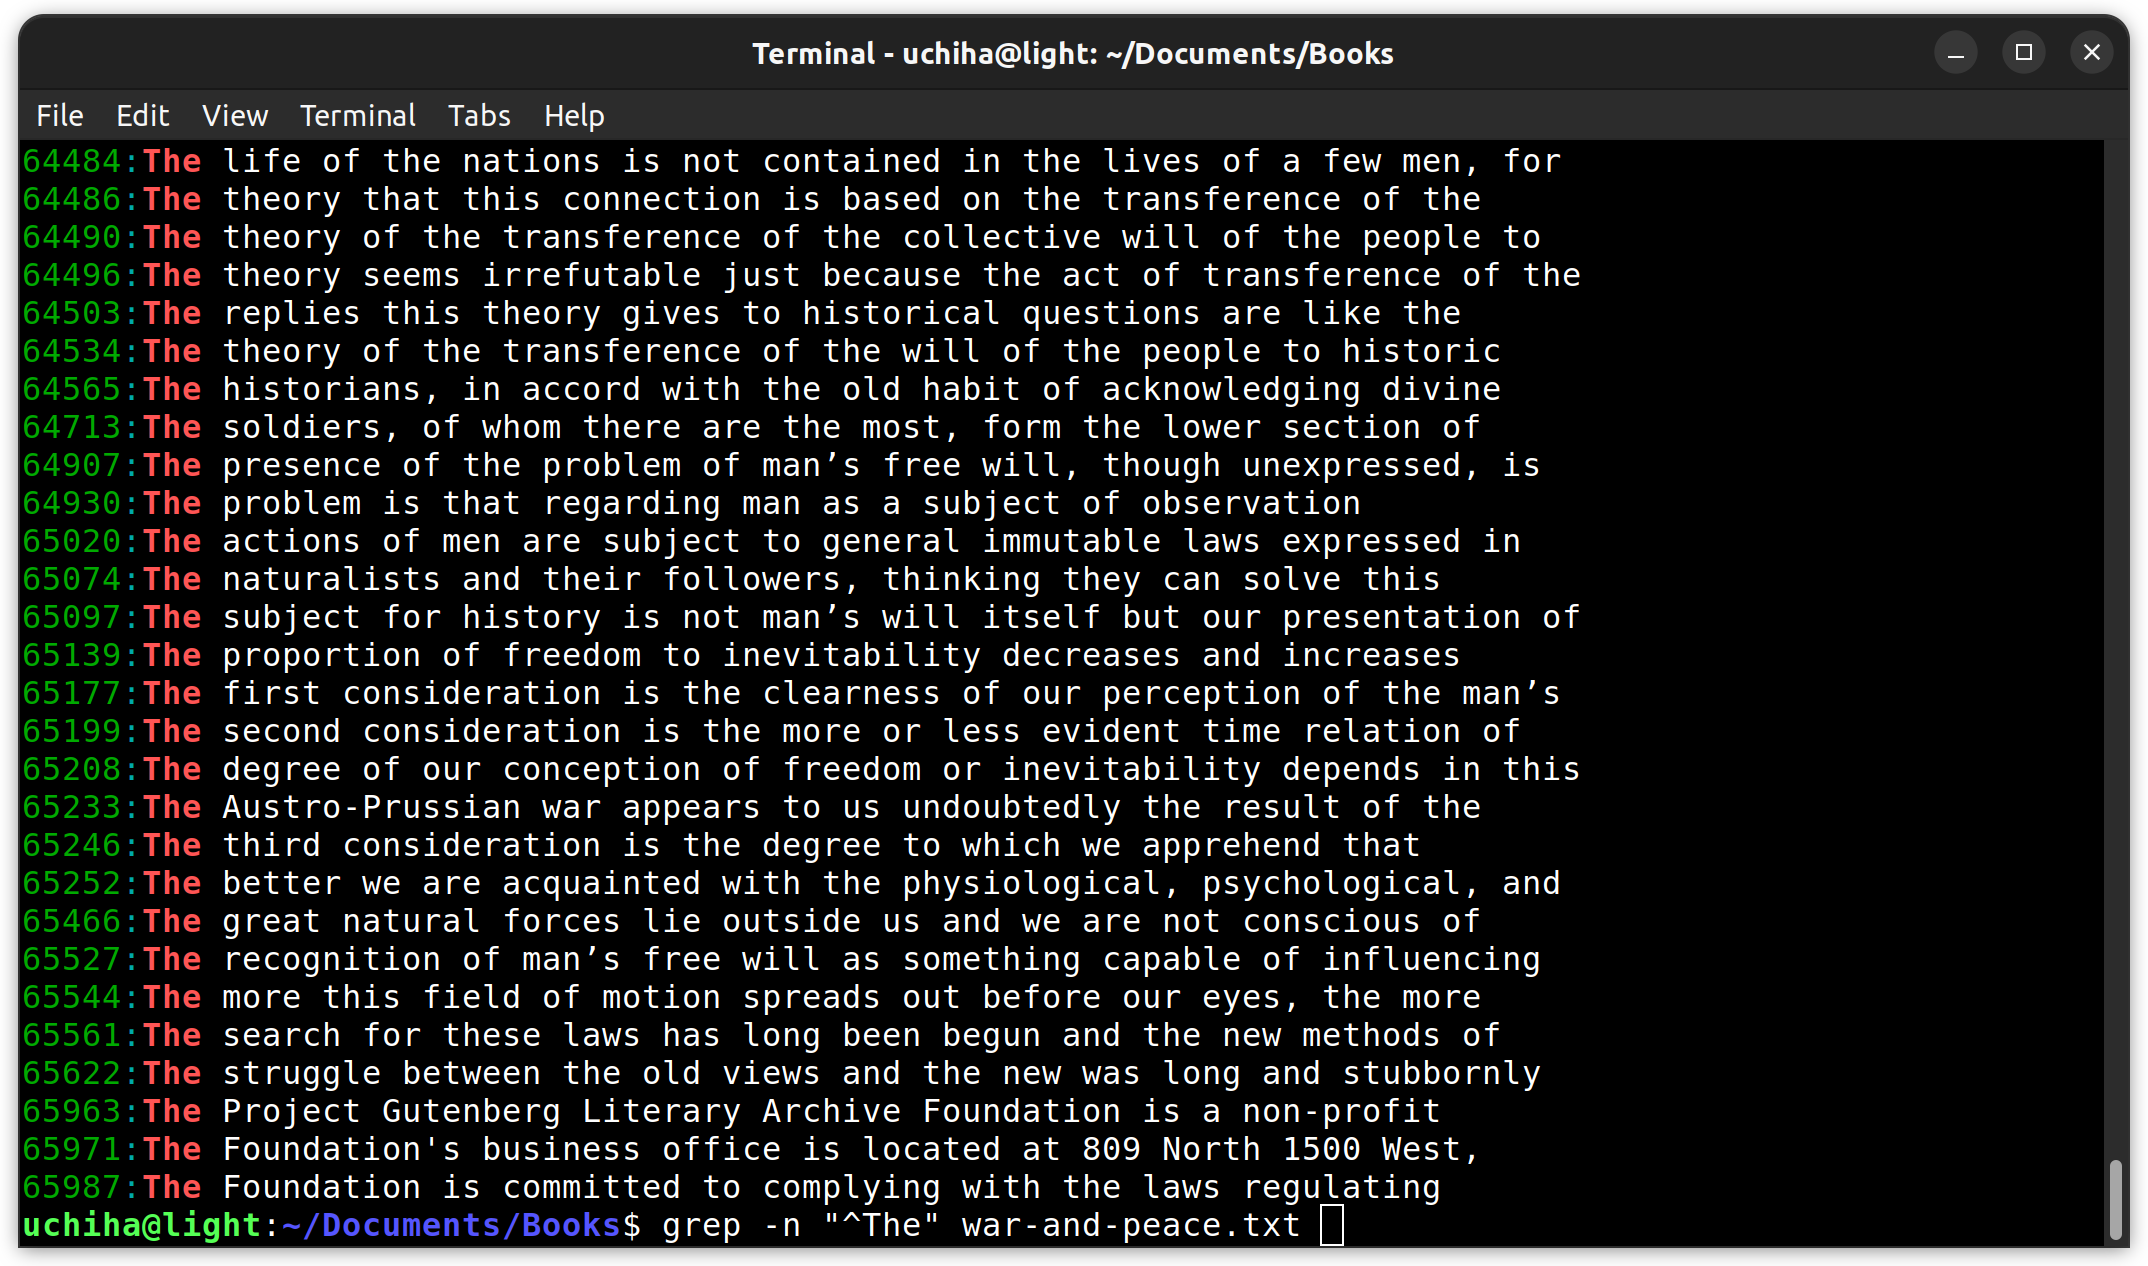 Terminal - uchiha@light: ~/Documents/Books
File Edit View Terminal Tabs Help
64484:The life of the nations is not contained in the lives of a few men, for
64486:The theory that this connection is based on the transference of the
64490:The theory of the transference of the collective will of the people to
64496:The theory seems irrefutable just because the act of transference of the
64503:The replies this theory gives to historical questions are like the
64534:The theory of the transference of the will of the people to historic
64565:The historians, in accord with the old habit of acknowledging divine
64713:The soldiers, of whom there are the most, form the lower section of
64907:The presence of the problem of man’s free will, though unexpressed, is
64930:The problem is that regarding man as a subject of observation
65020:The actions of men are subject to general immutable laws expressed in
65074:The naturalists and their followers, thinking they can solve this
65097:The subject for history is not man’s will itself but our presentation of
65139:The proportion of freedom to inevitability decreases and increases
65177:The first consideration is the clearness of our perception of the man’s
65199:The second consideration is the more or less evident time relation of
65208:The degree of our conception of freedom or inevitability depends in this
65233:The Austro-Prussian war appears to us undoubtedly the result of the
65246:The third consideration is the degree to which we apprehend that
65252:The better we are acquainted with the physiological, psychological, and
65466:The great natural forces lie outside us and we are not conscious of
65527:The recognition of man’s free will as something capable of influencing
65544:The more this field of motion spreads out before our eyes, the more
65561:The search for these laws has long been begun and the new methods of
65622:The struggle between the old views and the new was long and stubbornly
65963:The Project Gutenberg Literary Archive Foundation is a non-profit
65971:The Foundation's business office is located at 809 North 1500 West,
65987:The Foundation is committed to complying with the laws regulating
uchiha@light:~/Documents/Books$ grep -n "^The" war-and-peace.txt